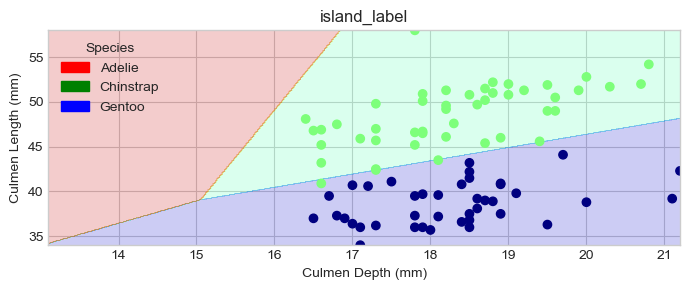 island_label
Culmen Length (mm)
55
50
45
40
35
Species
Adelie
Chinstrap
Gentoo
14
15
16
17
18
19
20
21
Culmen Depth (mm)